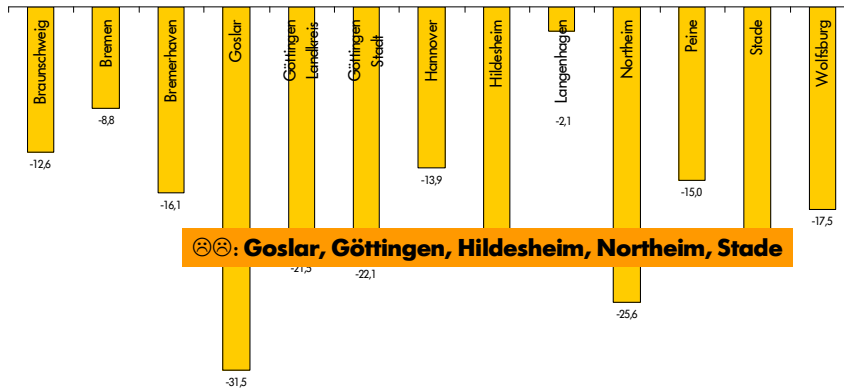 Braunschweig
Bremen
Bremerhaven
Goslar
Göttingen
Landkreis
Göttingen
Stadt
Hannover
Hildesheim
Langenhagen
Northeim
Peine
Stade
Wolfsburg
-12,6
-8,8
-16,1
-31,5
-21,5
-22,1
-13,9
-2,1
-25,6
-15,0
-17,5
☹☹: Goslar, Göttingen, Hildesheim, Northeim, Stade